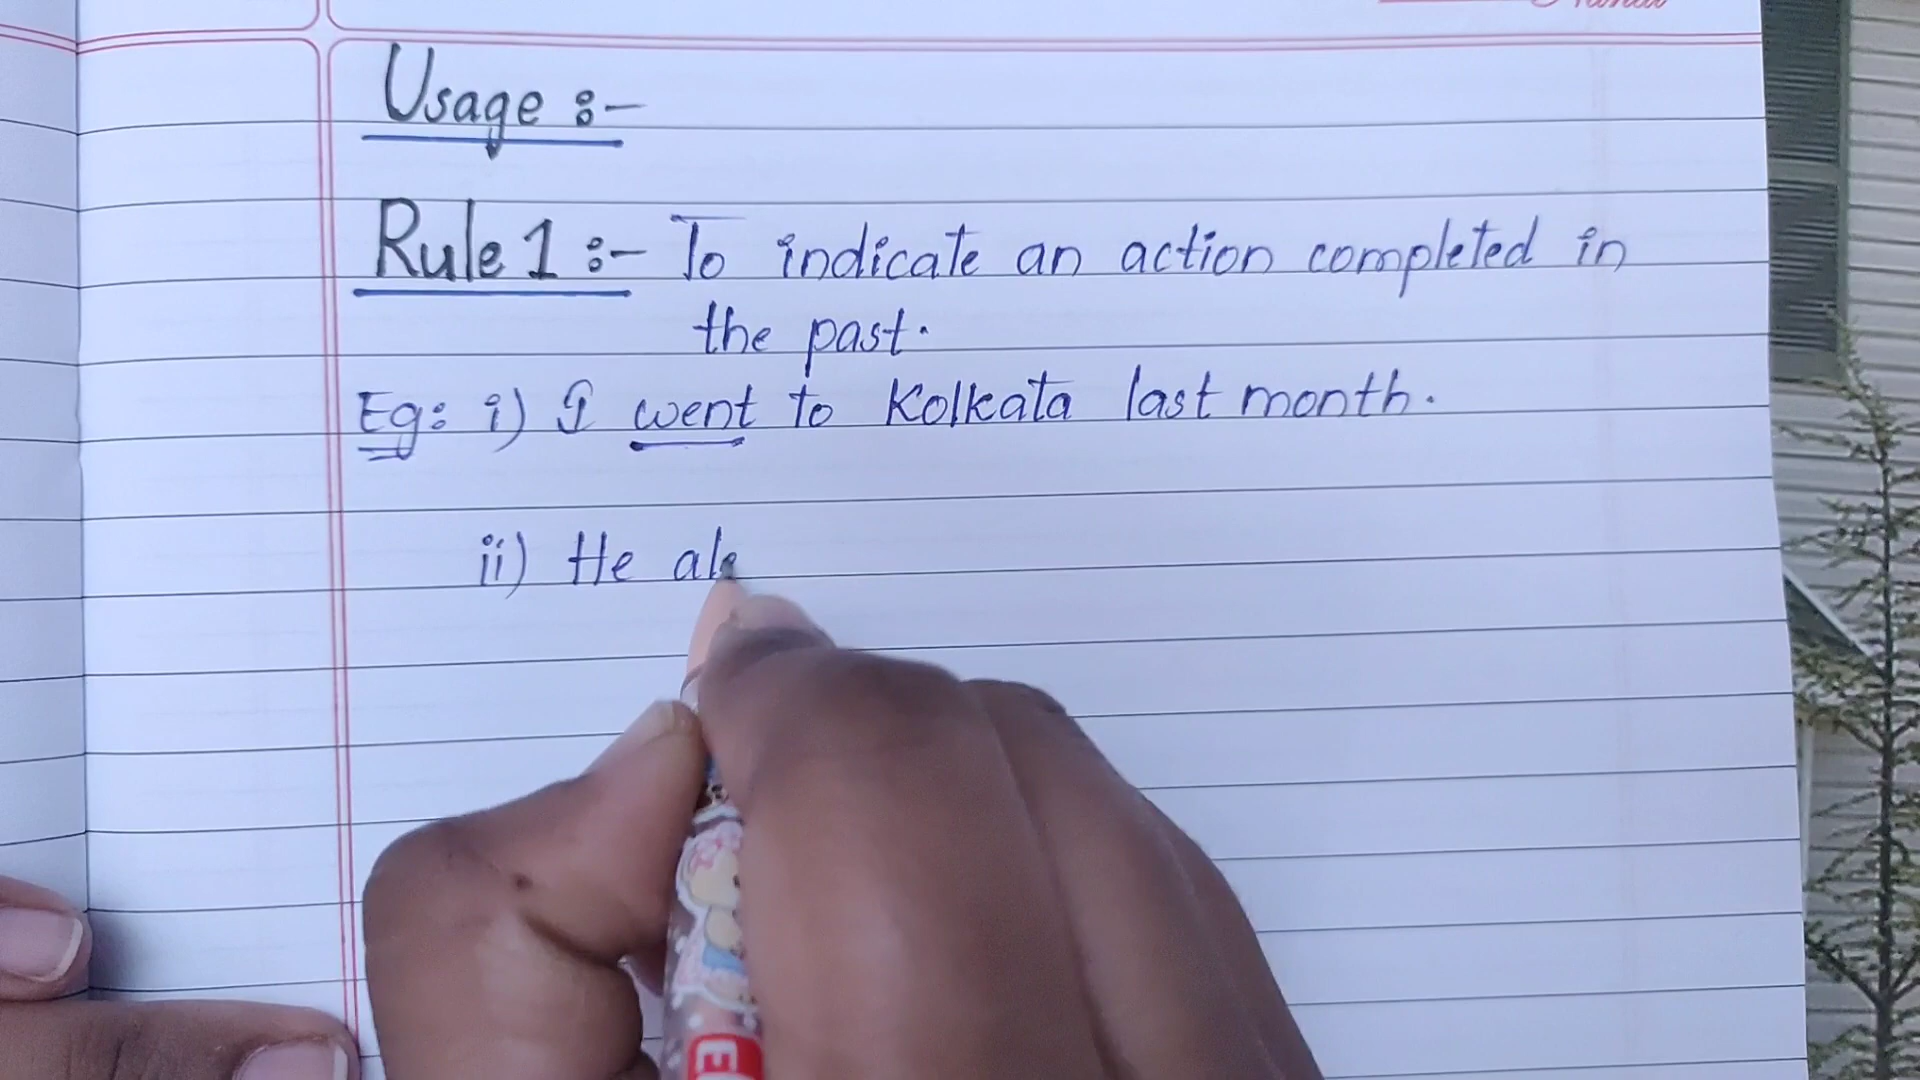 Usage :-
Rule 1 :- To indicate an action completed in
the past.
Eg: i) I went to Kolkata last month.
ii) He